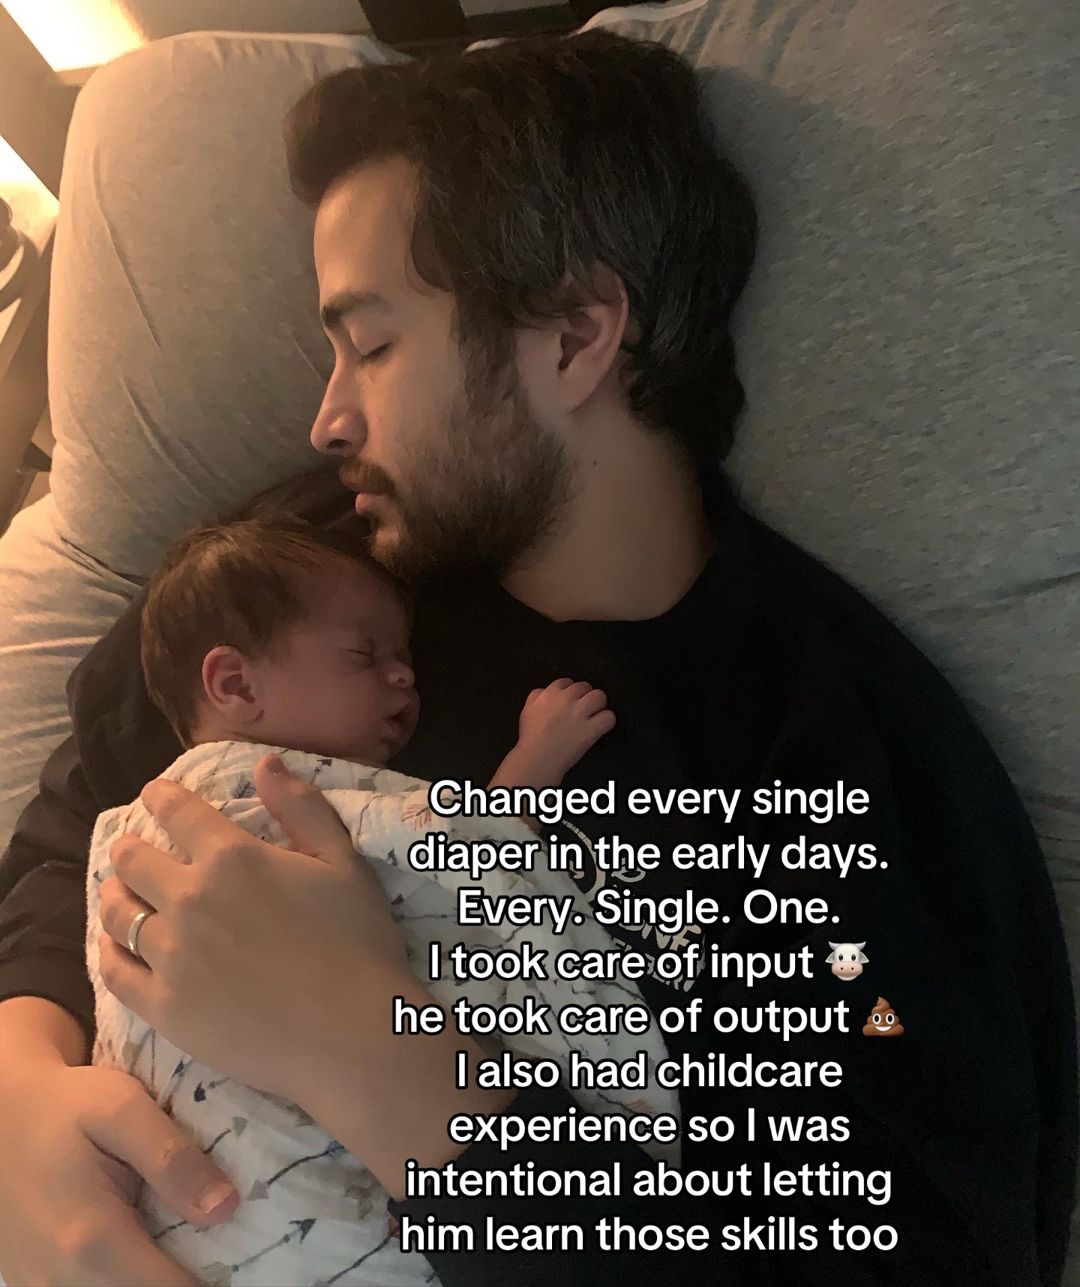 Changed every single
diaper in the early days.
Every. Single. One.
I took care of input 🐮
he took care of output 💩
I also had childcare
experience so I was
intentional about letting
him learn those skills too